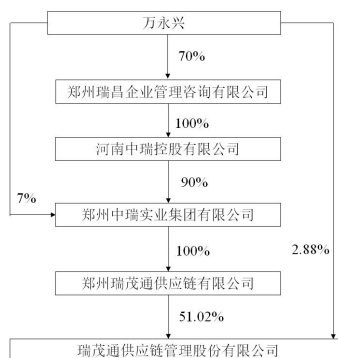 万永兴
70%
郑州瑞昌企业管理咨询有限公司
100%
河南中瑞控股有限公司
90%
7%
郑州中瑞实业集团有限公司
100%
2.88%
郑州瑞茂通供应链有限公司
51.02%
瑞茂通供应链管理股份有限公司